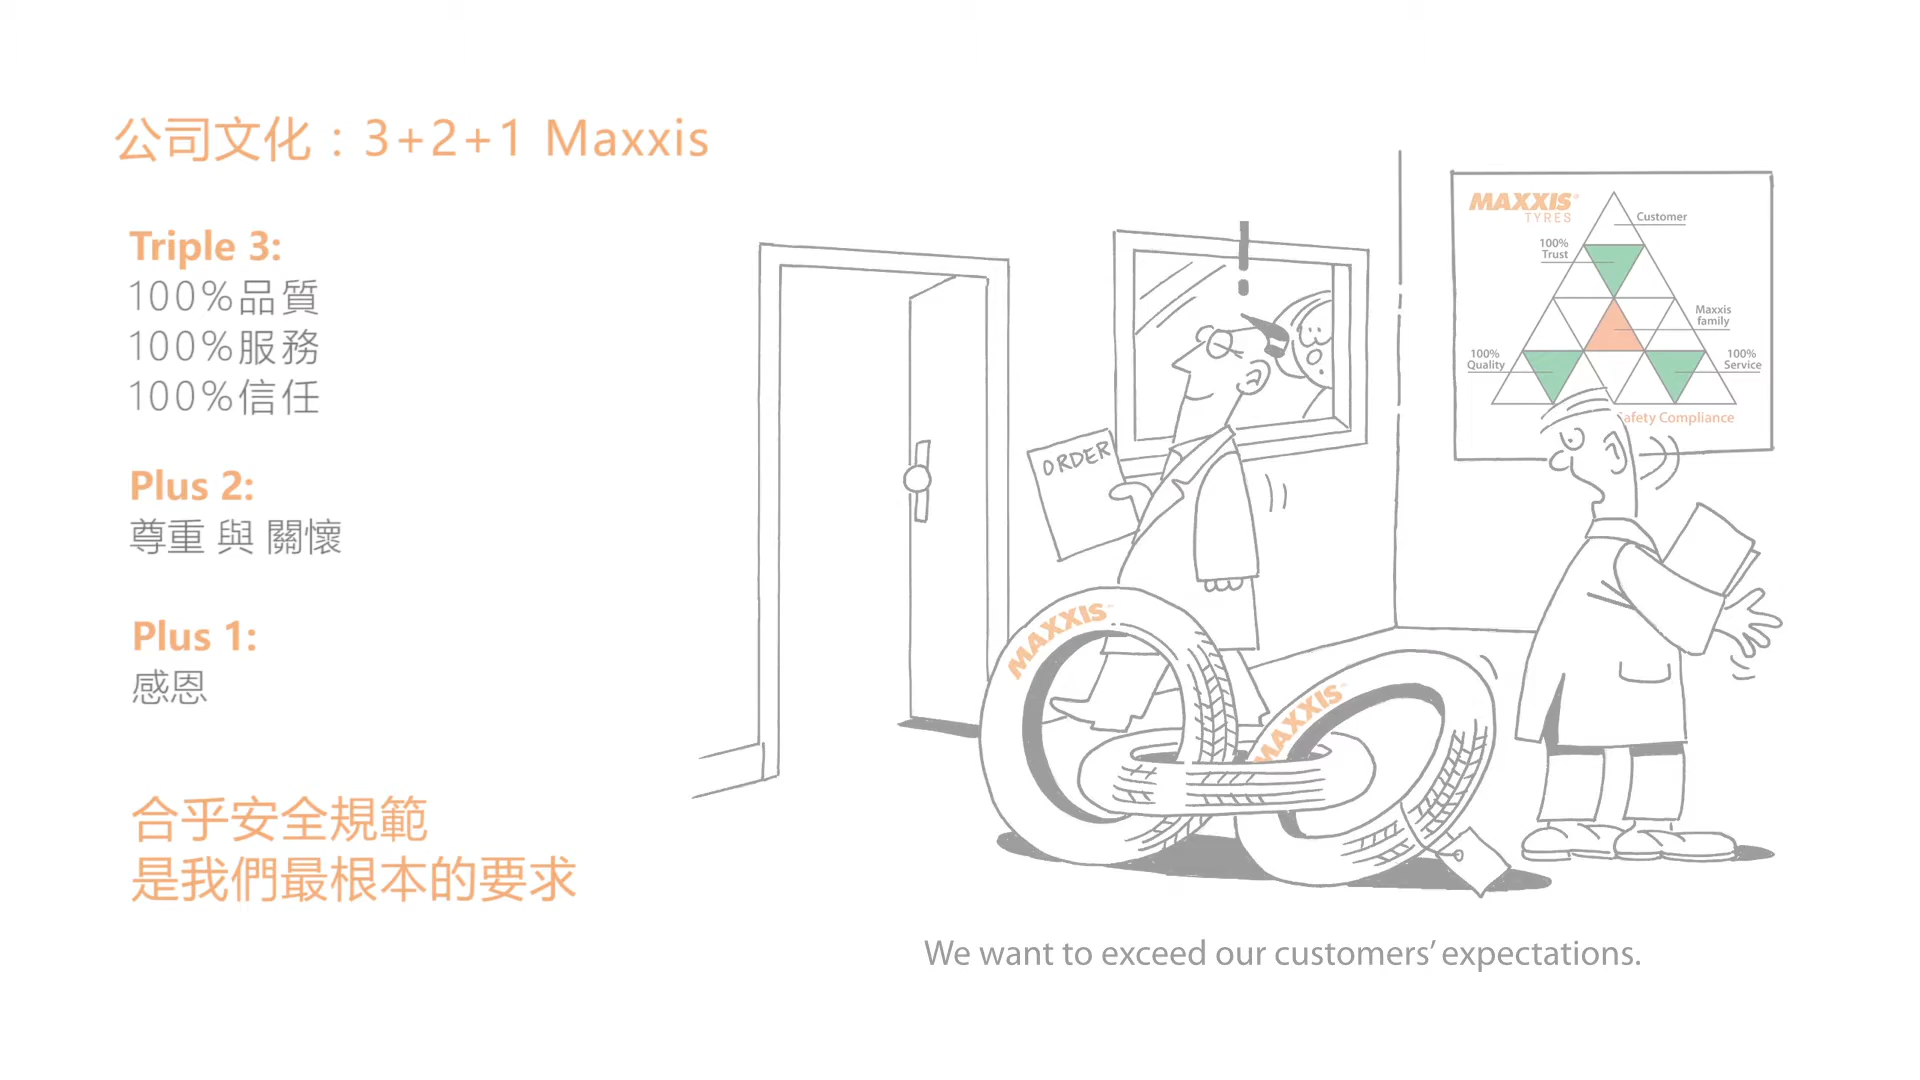 公司文化：3+2+1 Maxxis
Triple 3:
100%品質
100%服務
100%信任
Plus 2:
尊重 與 關懷
Plus 1:
感恩
合乎安全規範
是我們最根本的要求
MAXXIS
TYRES
Customer
100%
Trust
Maxxis
family
100%
Quality
100%
Service
Safety Compliance
ORDER
MAXXIS
MAXXIS
We want to exceed our customers’ expectations.